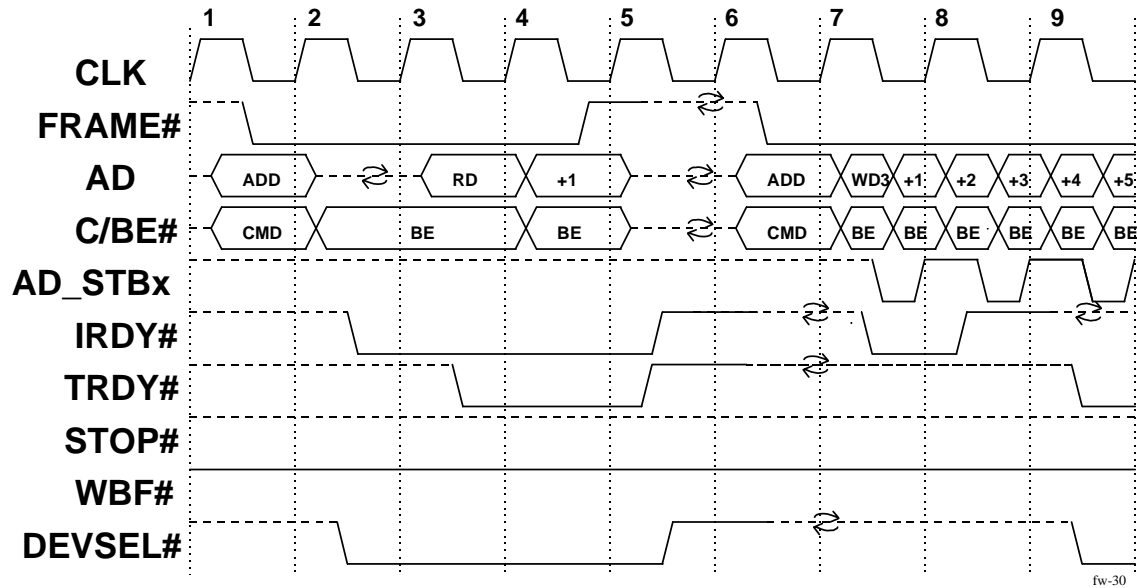 1 2 3 4 5 6 7 8 9
CLK
FRAME#
AD ADD RD +1 ADD WD3 +1 +2 +3 +4 +5
C/BE# CMD BE BE CMD BE BE BE BE BE BE
AD_STBx
IRDY#
TRDY#
STOP#
WBF#
DEVSEL#
fw-30